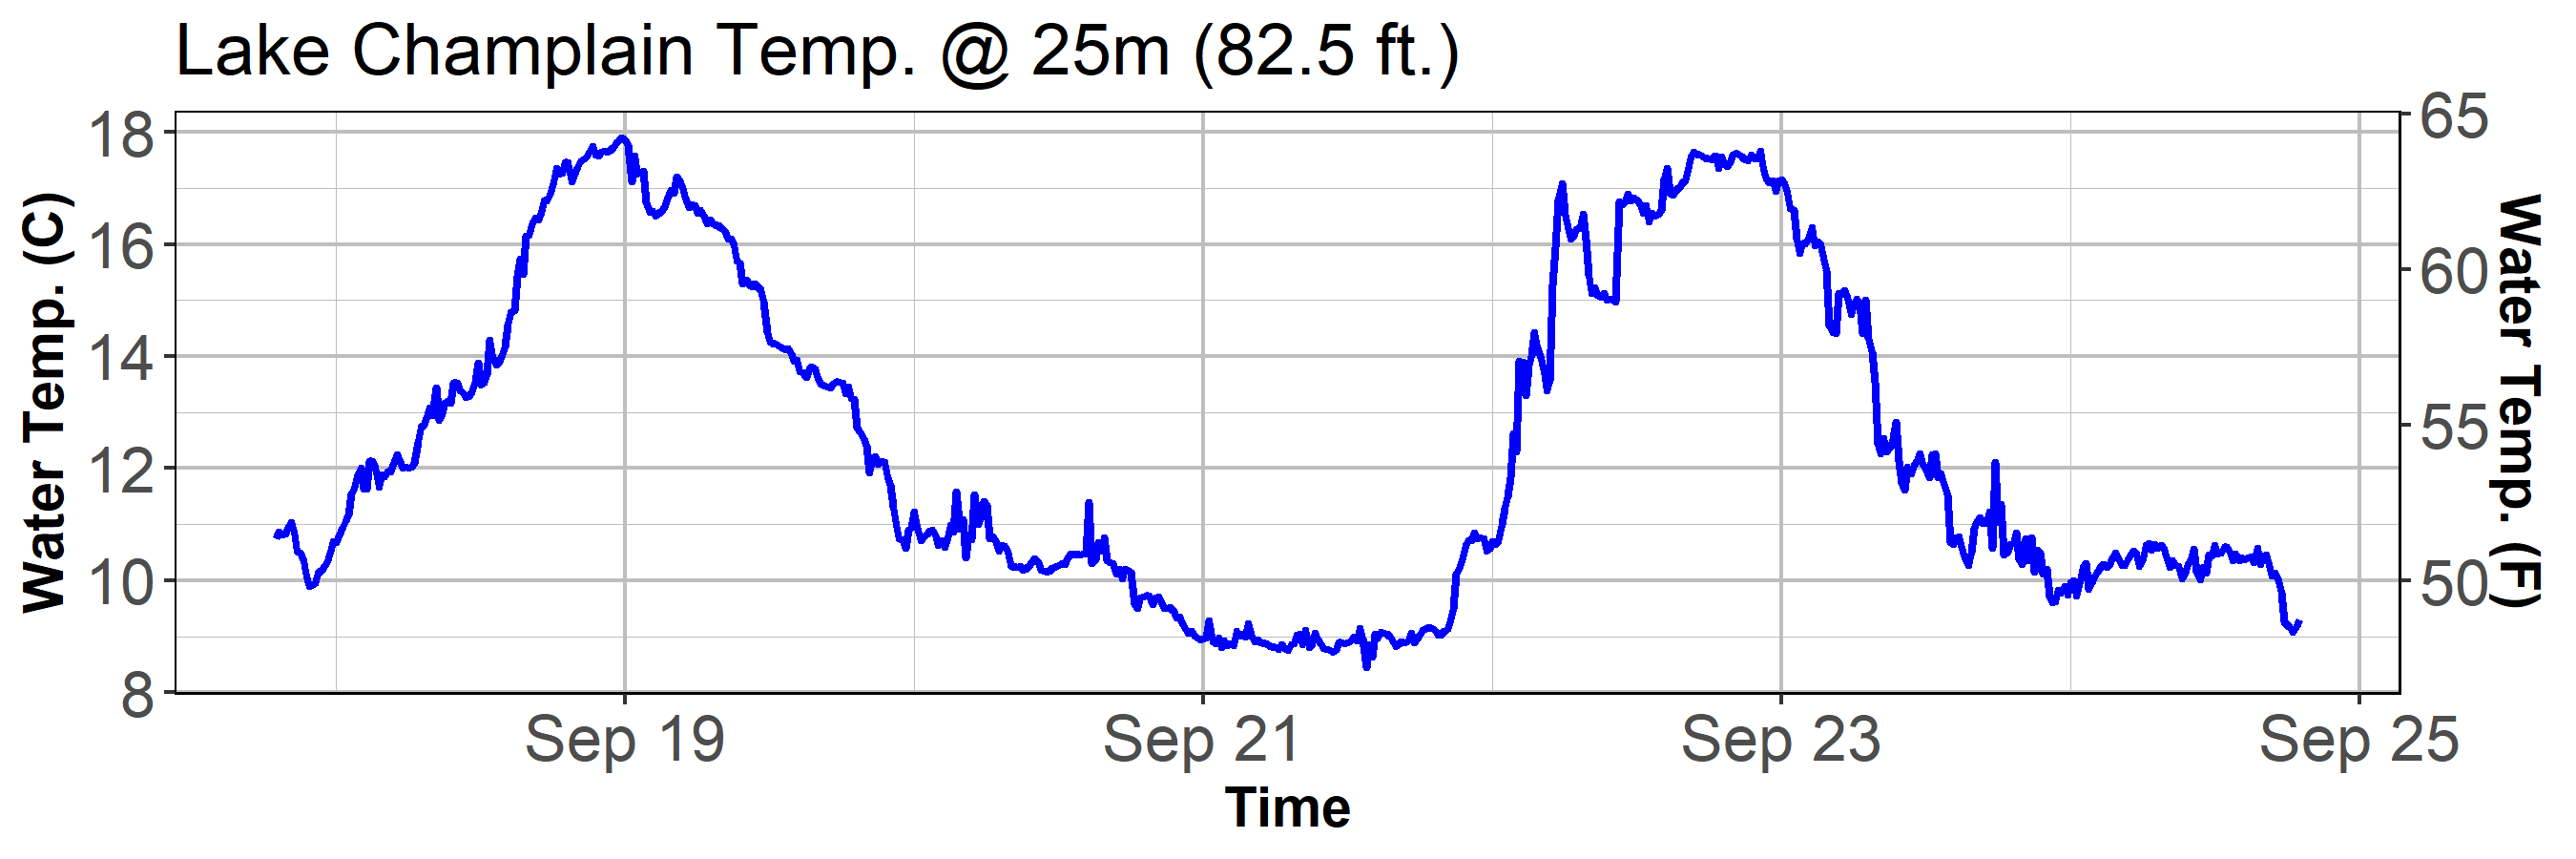 Lake Champlain Temp. @ 25m (82.5 ft.)
Water Temp. (C)
18
16
14
12
10
8
65
60
55
50
Water Temp. (F)
Sep 19 Sep 21 Sep 23 Sep 25
Time